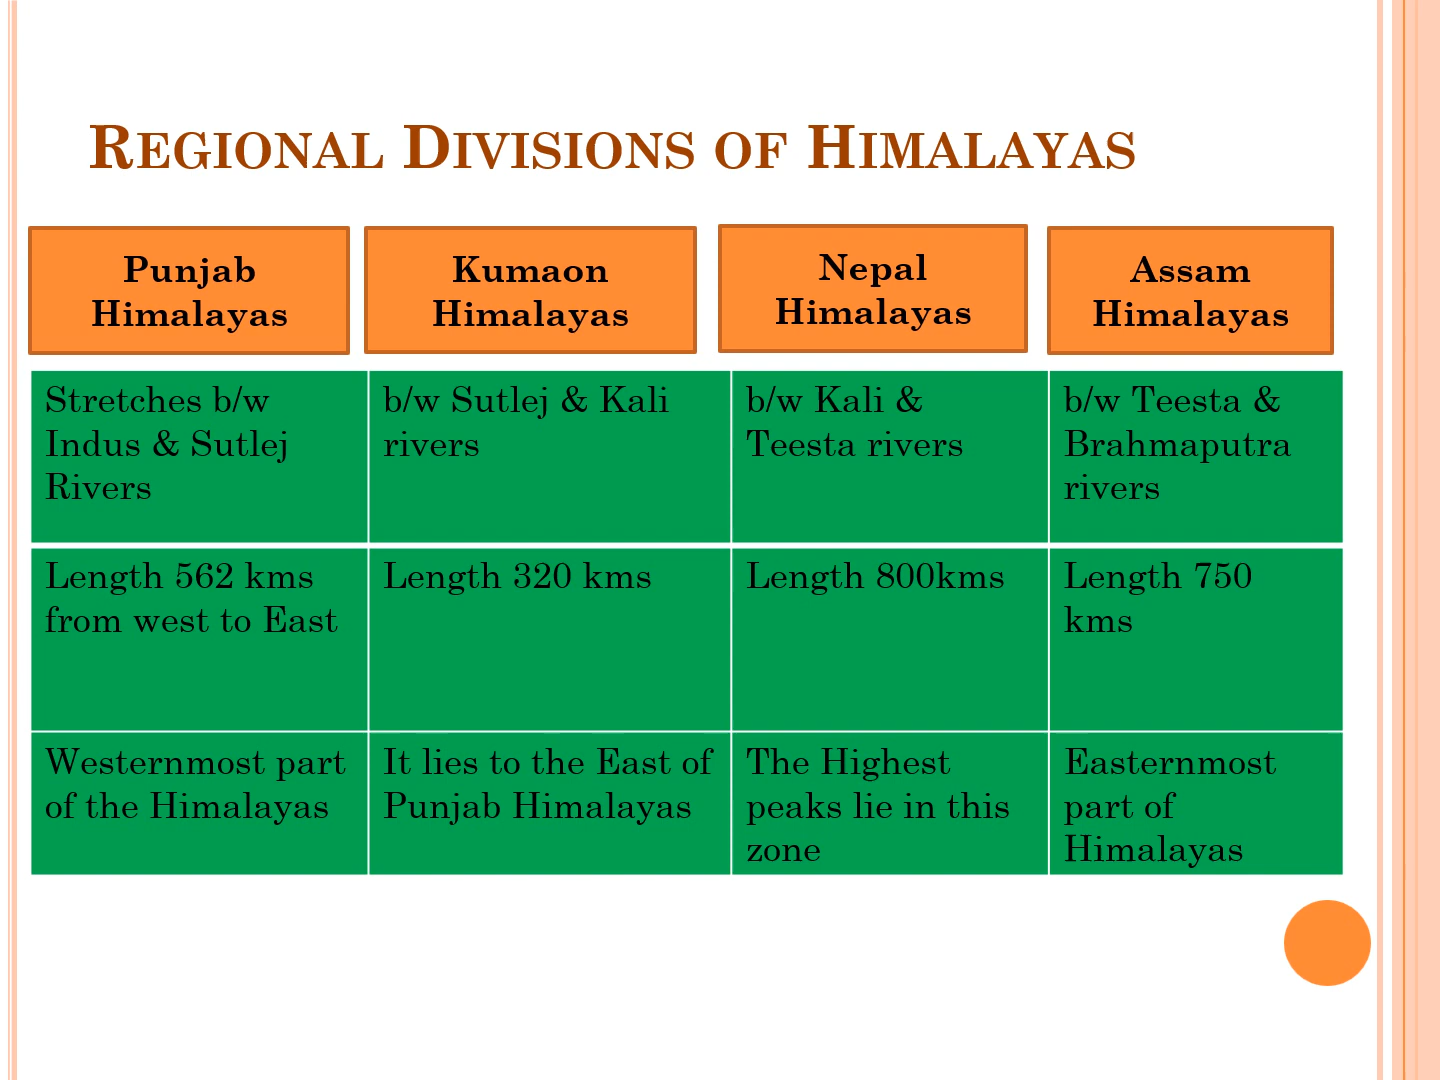 REGIONAL DIVISIONS OF HIMALAYAS
Punjab
Himalayas
Kumaon
Himalayas
Nepal
Himalayas
Assam
Himalayas
Stretches b/w
Indus & Sutlej
Rivers
b/w Sutlej & Kali
rivers
b/w Kali &
Teesta rivers
b/w Teesta &
Brahmaputra
rivers
Length 562 kms
from west to East
Length 320 kms
Length 800kms
Length 750
kms
Westernmost part
of the Himalayas
It lies to the East of
Punjab Himalayas
The Highest
peaks lie in this
zone
Easternmost
part of
Himalayas